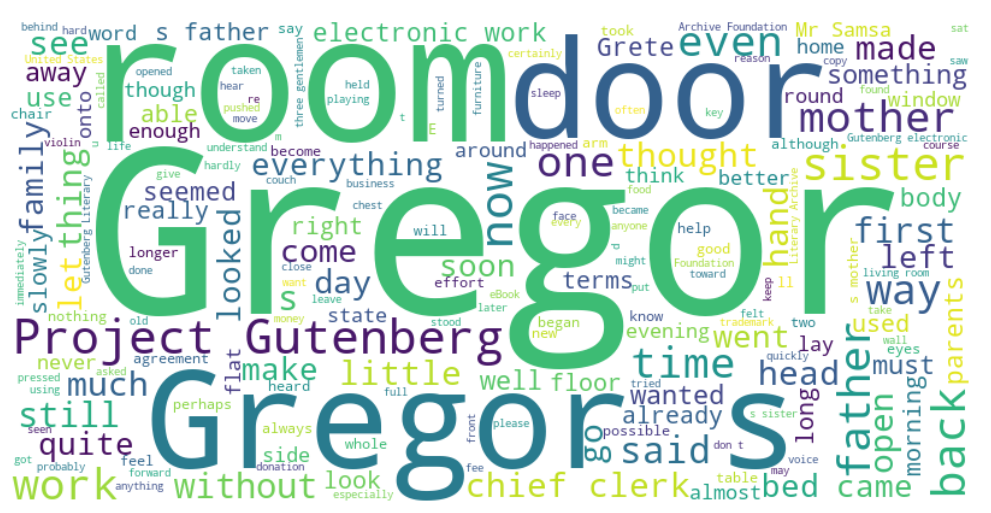 room
door
Gregor
Gregor s
Project Gutenberg
see
word
s father
say
electronic work
took
Grete
Archive Foundation
even
Mr Samsa
home
made
sat
behind
hard
United States
away
called
opened
taken
hear
re
pushed
move
three gentlemen
held
playing
turned
furniture
t
certainly
sleep
often
reason
copy
key
saw
something
found
round
window
mother
although
Gutenberg electronic
course
use
though
able
chair
onto
E
m
u
violin
enough
life
understand
hardly
become
around
happened
arm
one
thought
think
better
sister
family
let thing
Gutenberg Literary
give
everything
couch
business
seemed
really
looked
right
chest
will
now
food
became
every
anyone
face
help
p
might
good
Foundation
toward
hand
Literary Archive
body
first
left
slowly
immediately
longer
done
come
close
want
leave
money
s
day
soon
effort
eBook
later
terms
put
keep
ll
living room
s mother
way
parents
nothing
old
state
stood
began
new
know
evening
felt
trademark
two
went
take
wall
used
eyes
must
never
agreement
flat
make
heard
little
full
well
floor
time
tried
wanted
lay
head
quickly
father
much
pressed
asked
using
perhaps
always
front
please
already
possible
go
said
don t
s sister
long
voice
may
open
morning
back
still
seen
quite
got
probably
feel
forward
anything
work
without
side
whole
donation
look
especially
fee
chief clerk
table
almost
bed
came